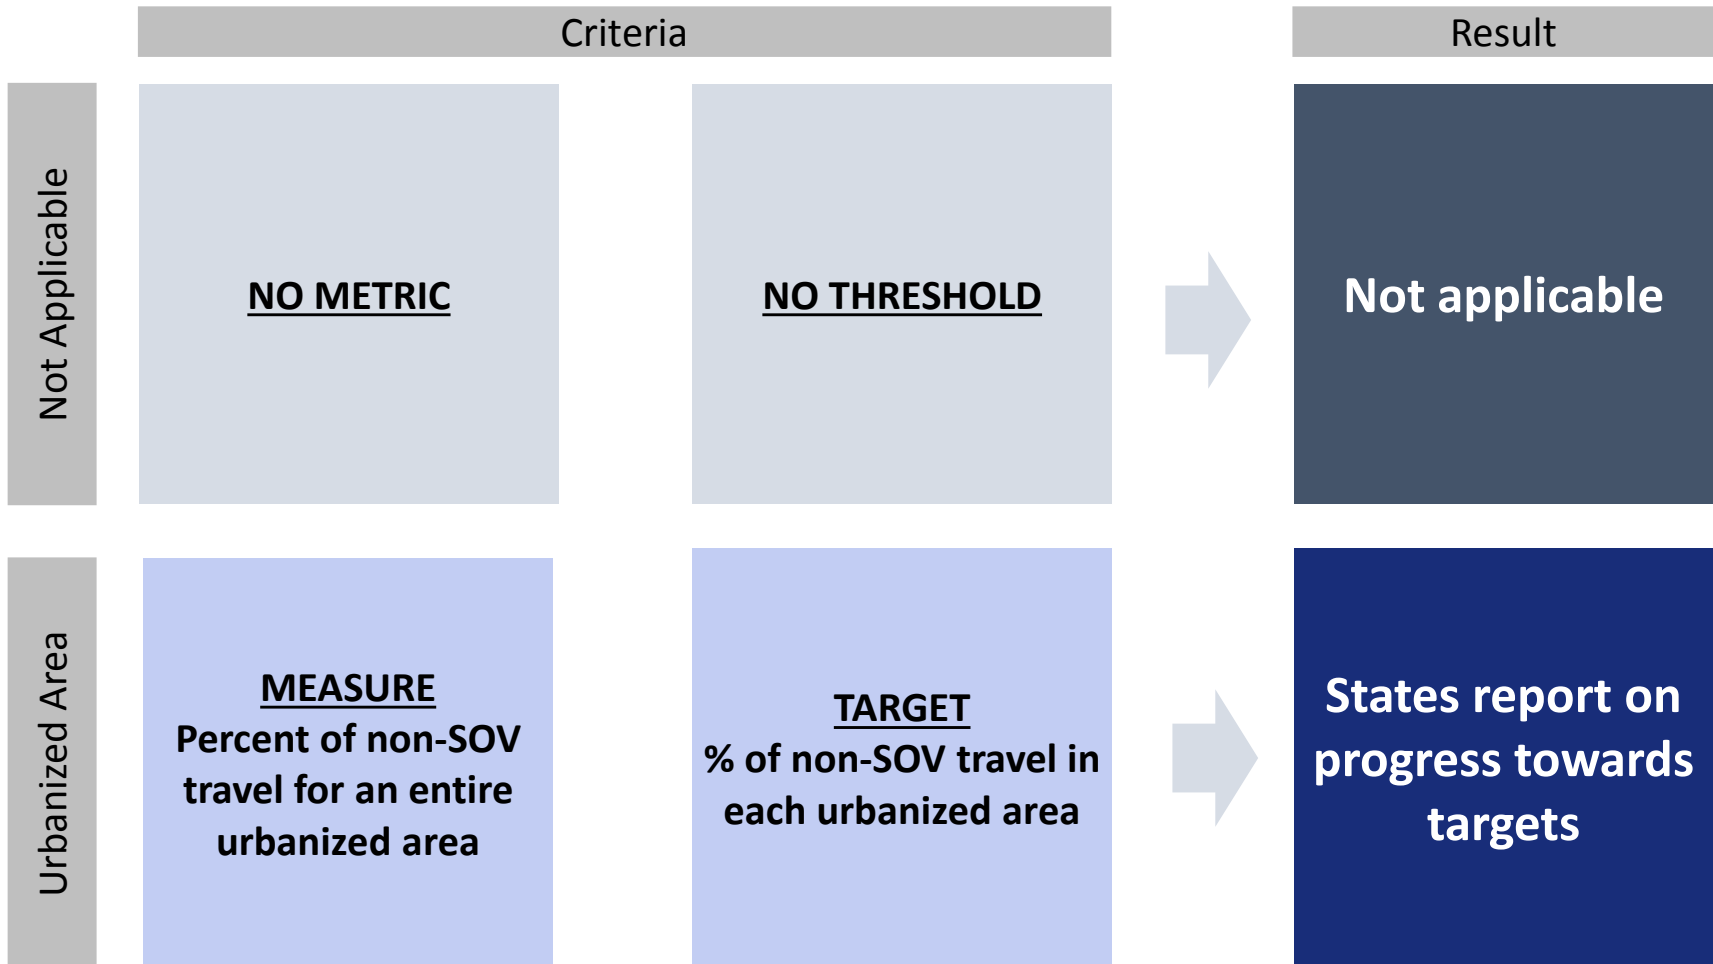 Criteria
Result
Not Applicable
NO METRIC
NO THRESHOLD
Not applicable
Urbanized Area
MEASURE
Percent of non-SOV
travel for an entire
urbanized area
TARGET
% of non-SOV travel in
each urbanized area
States report on
progress towards
targets